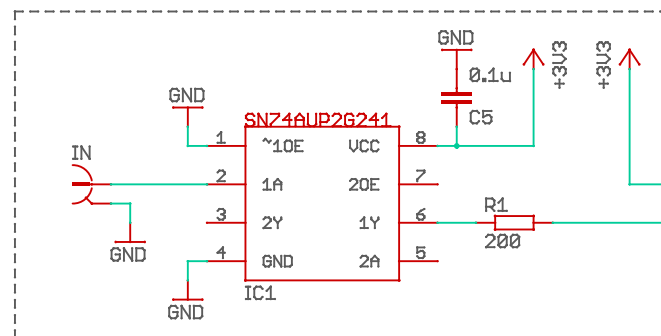 GND
+3V3
+3V3
0.1u
C5
GND
SNZ4AUP2G241
1 ~1OE VCC 8
IN
2 1A 2OE 7
3 2Y 1Y 6
R1
200
GND
4 GND 2A 5
IC1
GND